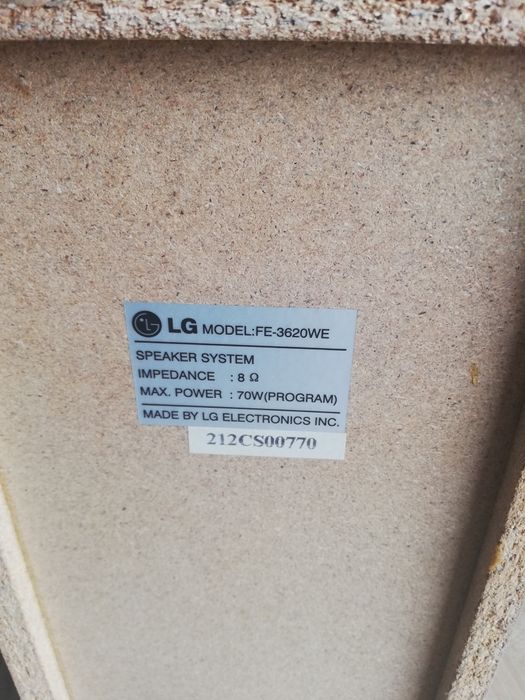 LG MODEL:FE-3620WE
SPEAKER SYSTEM
IMPEDANCE : 8 Ω
MAX. POWER : 70W(PROGRAM)
MADE BY LG ELECTRONICS INC.
212CS00770